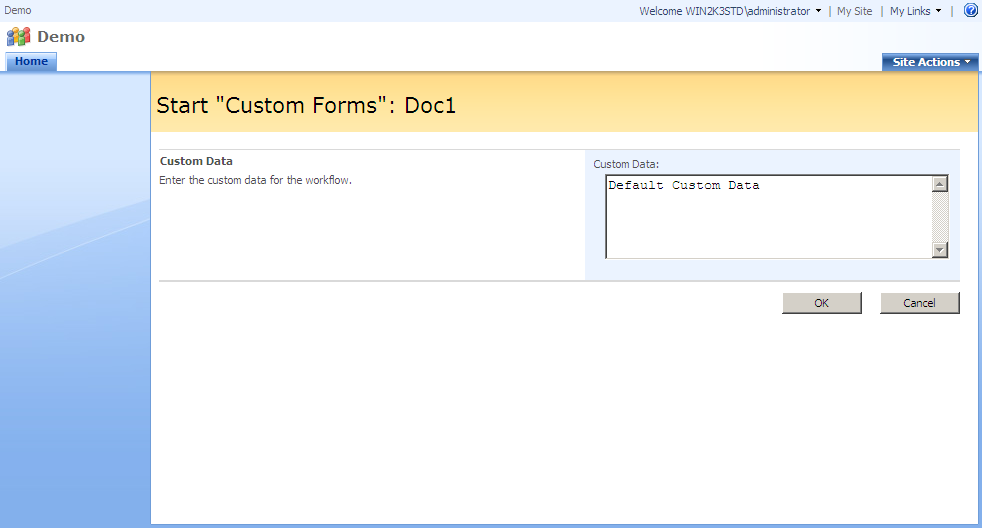 Demo
Welcome WIN2K3STD\administrator | My Site | My Links |
Demo
Home
Site Actions
Start "Custom Forms": Doc1
Custom Data
Enter the custom data for the workflow.
Custom Data:
Default Custom Data
OK
Cancel